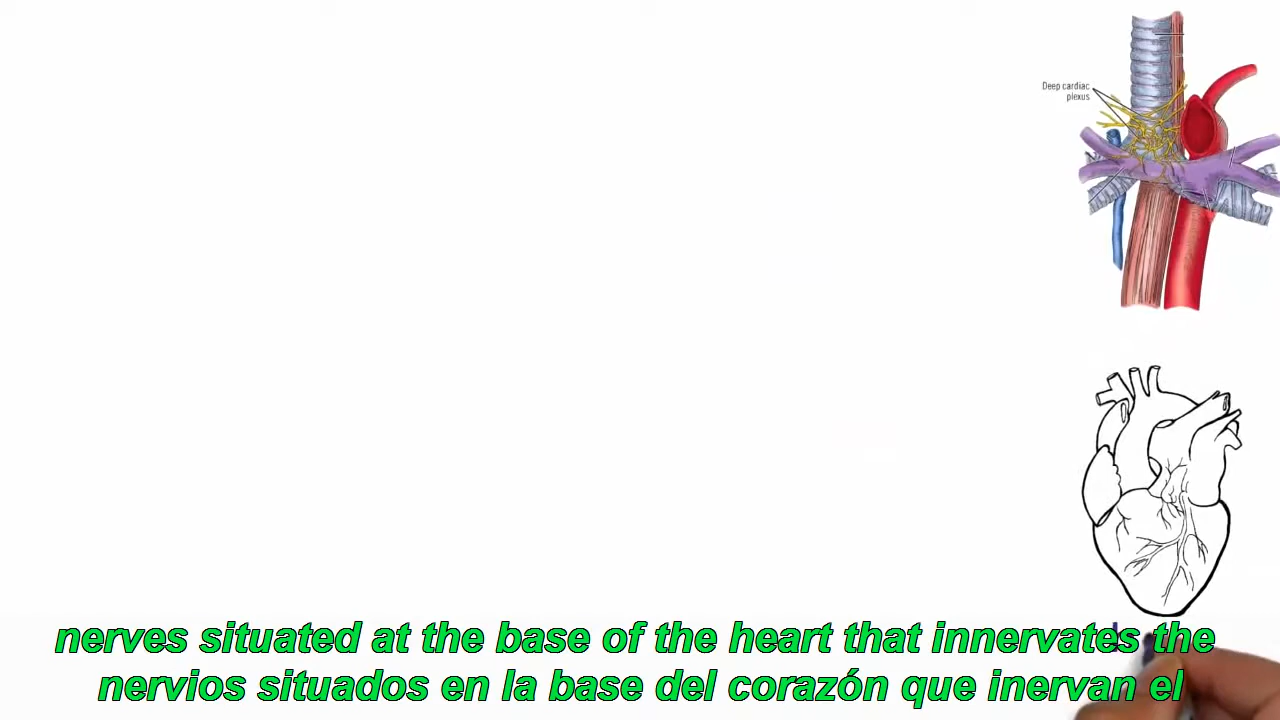 Deep cardiac
plexus
nerves situated at the base of the heart that innervates the
nervios situados en la base del corazón que inervan el